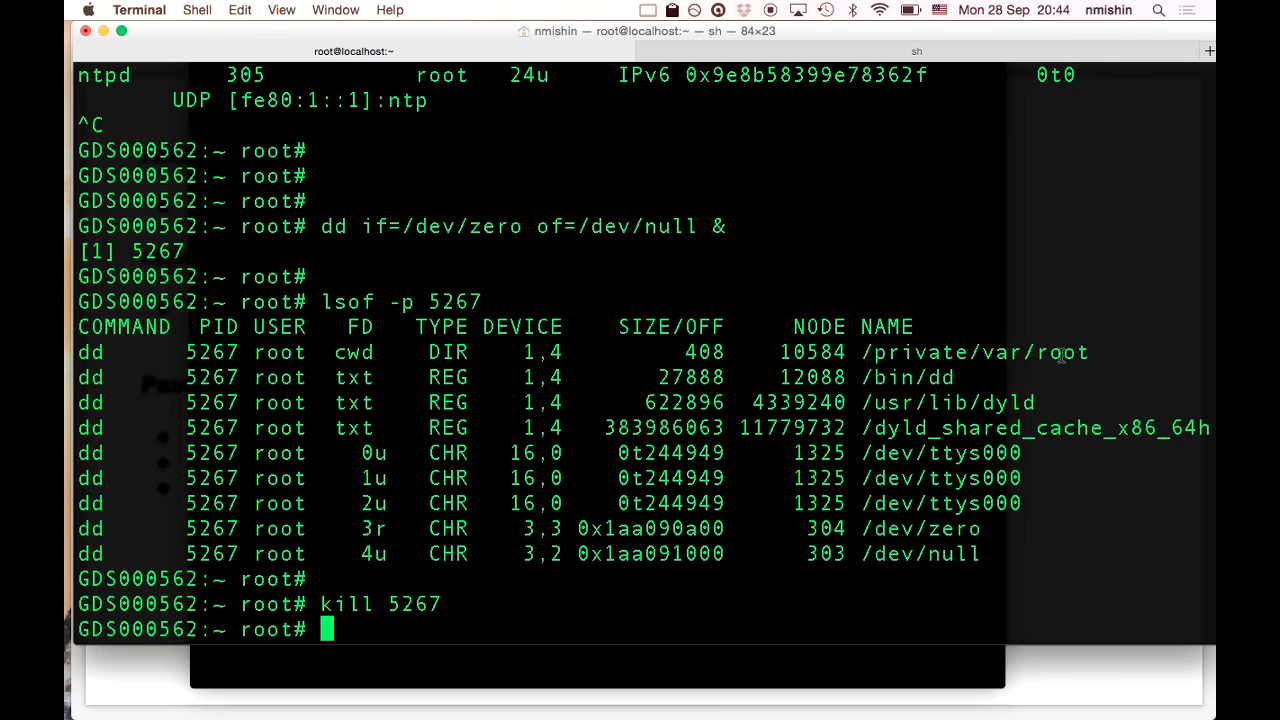 Terminal Shell Edit View Window Help Mon 28 Sep 20:44 nmishin
nmishin — root@localhost:~ — sh — 84×23
root@localhost:~ sh +
ntpd 305 root 24u IPv6 0x9e8b58399e78362f 0t0
UDP [fe80:1::1]:ntp
^C
GDS000562:~ root#
GDS000562:~ root#
GDS000562:~ root#
GDS000562:~ root# dd if=/dev/zero of=/dev/null &
[1] 5267
GDS000562:~ root#
GDS000562:~ root# lsof -p 5267
COMMAND PID USER FD TYPE DEVICE SIZE/OFF NODE NAME
dd 5267 root cwd DIR 1,4 408 10584 /private/var/root
dd 5267 root txt REG 1,4 27888 12088 /bin/dd
dd 5267 root txt REG 1,4 622896 4339240 /usr/lib/dyld
dd 5267 root txt REG 1,4 383986063 11779732 /dyld_shared_cache_x86_64h
dd 5267 root 0u CHR 16,0 0t244949 1325 /dev/ttys000
dd 5267 root 1u CHR 16,0 0t244949 1325 /dev/ttys000
dd 5267 root 2u CHR 16,0 0t244949 1325 /dev/ttys000
dd 5267 root 3r CHR 3,3 0x1aa090a00 304 /dev/zero
dd 5267 root 4u CHR 3,2 0x1aa091000 303 /dev/null
GDS000562:~ root#
GDS000562:~ root# kill 5267
GDS000562:~ root#